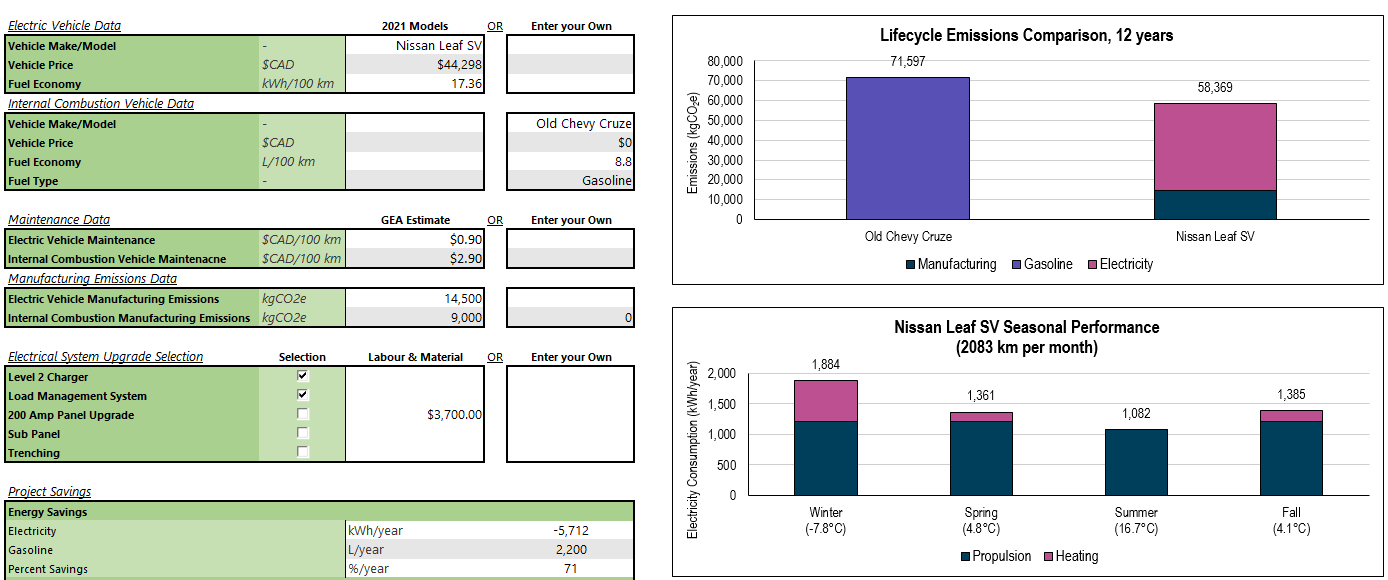 Electric Vehicle Data 2021 Models OR Enter your Own
Vehicle Make/Model - Nissan Leaf SV
Vehicle Price $CAD $44,298
Fuel Economy kWh/100 km 17.36
Internal Combustion Vehicle Data
Vehicle Make/Model - Old Chevy Cruze
Vehicle Price $CAD $0
Fuel Economy L/100 km 8.8
Fuel Type - Gasoline
Maintenance Data GEA Estimate OR Enter your Own
Electric Vehicle Maintenance $CAD/100 km $0.90
Internal Combustion Vehicle Maintenacne $CAD/100 km $2.90
Manufacturing Emissions Data
Electric Vehicle Manufacturing Emissions kgCO2e 14,500
Internal Combustion Manufacturing Emissions kgCO2e 9,000 0
Electrical System Upgrade Selection Selection Labour & Material OR Enter your Own
Level 2 Charger
Load Management System
200 Amp Panel Upgrade $3,700.00
Sub Panel
Trenching
Project Savings
Energy Savings
Electricity kWh/year -5,712
Gasoline L/year 2,200
Percent Savings %/year 71
Lifecycle Emissions Comparison, 12 years
Emissions (kgCO₂e)
80,000
70,000
60,000
50,000
40,000
30,000
20,000
10,000
0
71,597
58,369
Old Chevy Cruze Nissan Leaf SV
Manufacturing Gasoline Electricity
Nissan Leaf SV Seasonal Performance
(2083 km per month)
Electricity Consumption (kWh/year)
2,000
1,500
1,000
500
0
1,884
1,361
1,082
1,385
Winter Spring Summer Fall
(-7.8°C) (4.8°C) (16.7°C) (4.1°C)
Propulsion Heating